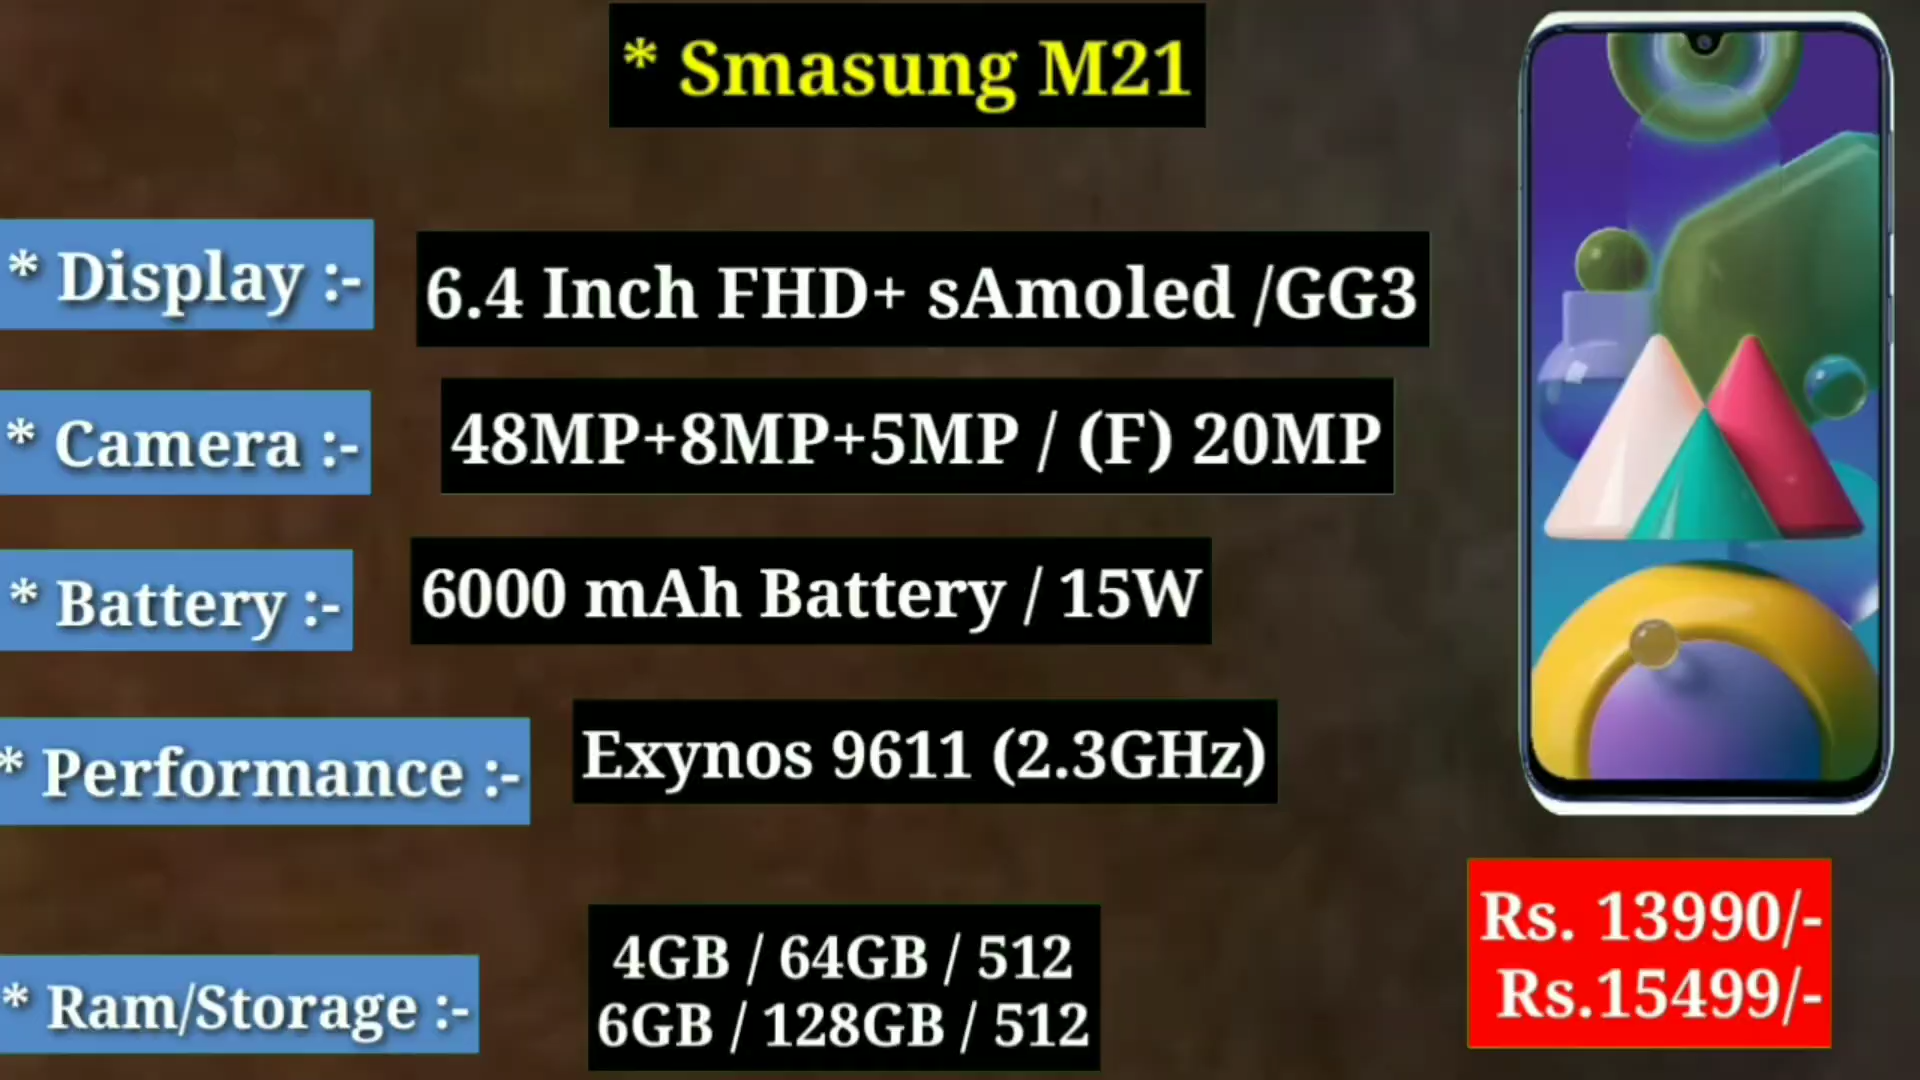 * Smasung M21
* Display :- 6.4 Inch FHD+ sAmoled /GG3
* Camera :- 48MP+8MP+5MP / (F) 20MP
* Battery :- 6000 mAh Battery / 15W
* Performance :- Exynos 9611 (2.3GHz)
* Ram/Storage :- 4GB / 64GB / 512
6GB / 128GB / 512
Rs. 13990/-
Rs.15499/-